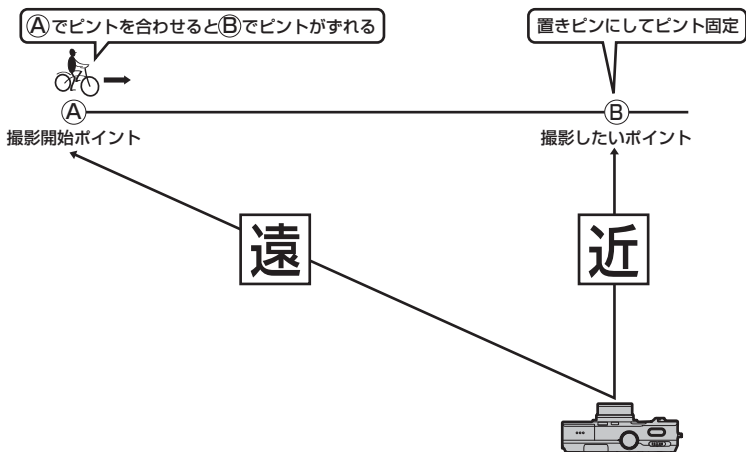 Ⓐでピントを合わせるとⒷでピントがずれる
置きピンにしてピント固定
Ⓐ
Ⓑ
撮影開始ポイント
撮影したいポイント
遠
近